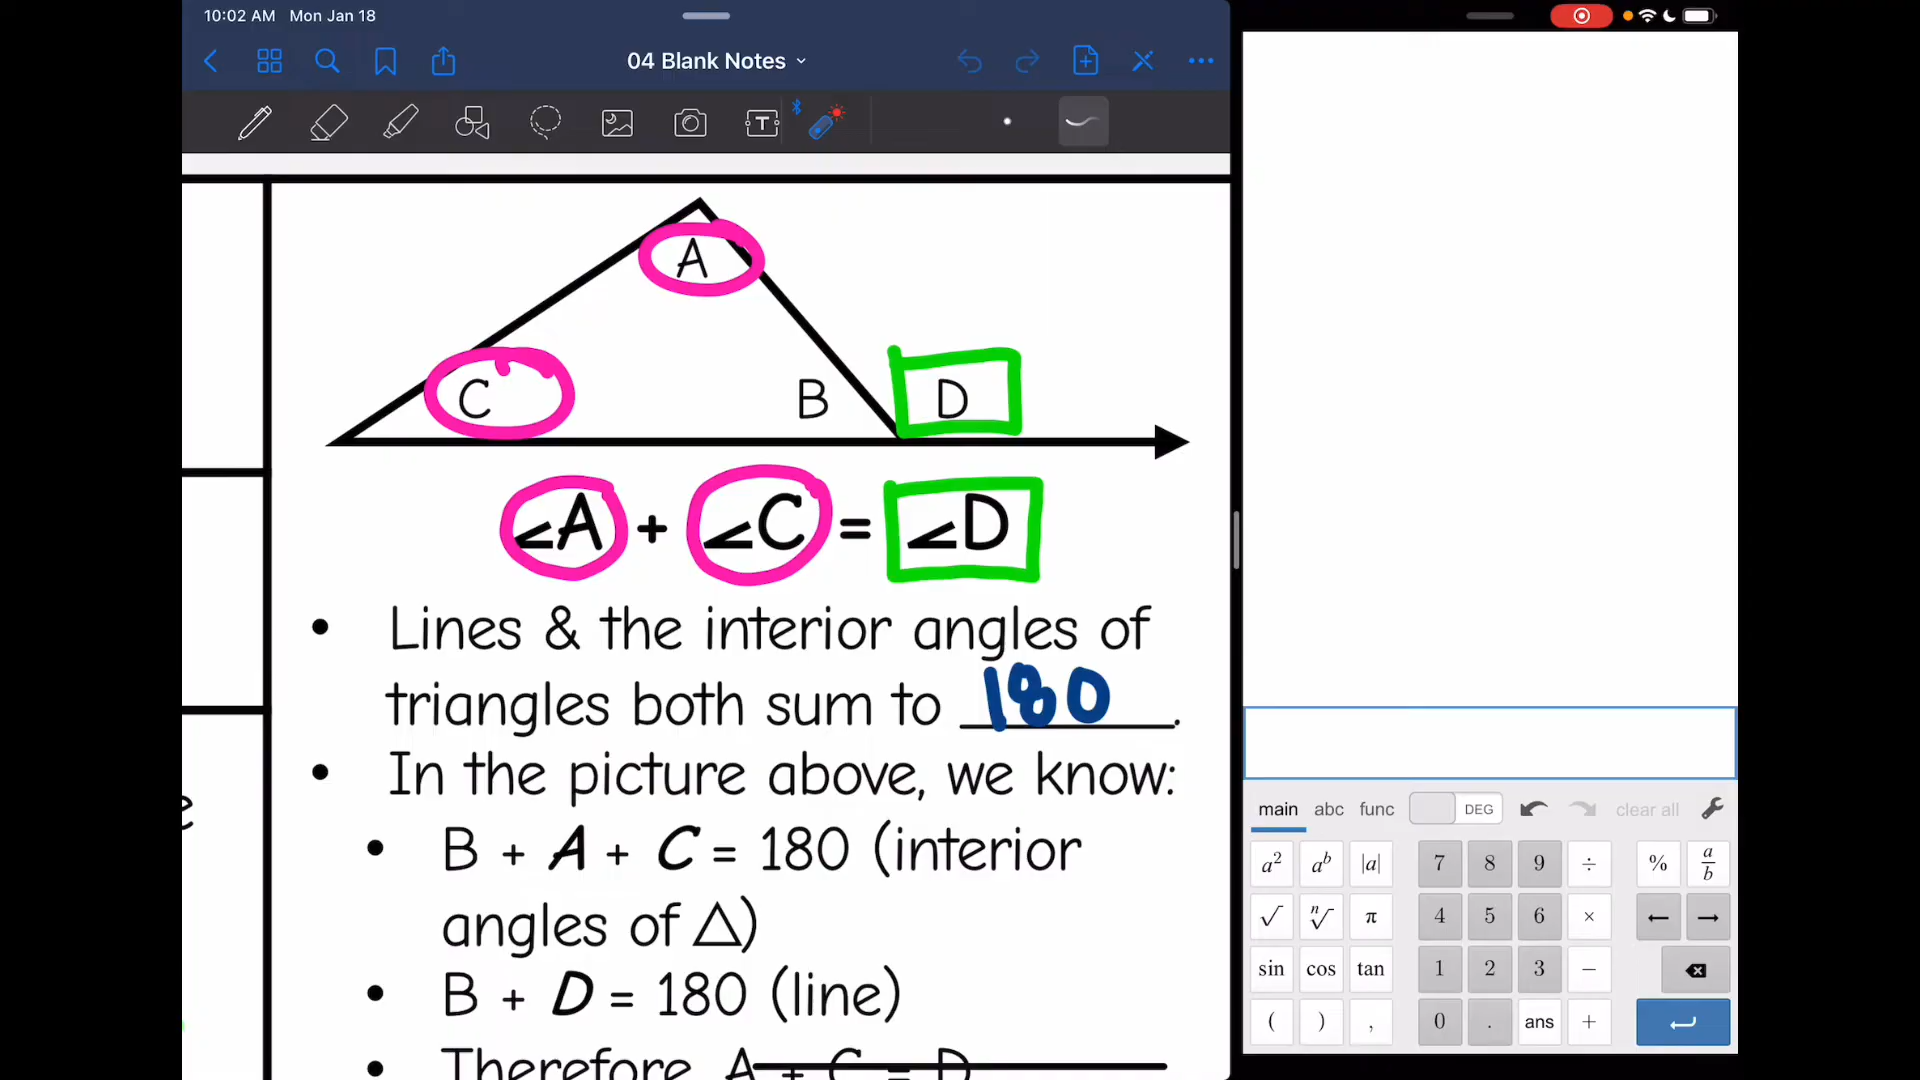 10:02 AM Mon Jan 18
04 Blank Notes
T
A
C B D
∠A + ∠C = ∠D
• Lines & the interior angles of
triangles both sum to 180.
• In the picture above, we know:
• B + A + C = 180 (interior
angles of △)
• B + D = 180 (line)
• Therefore A + C = D
e
main abc func DEG clear all
a² aᵇ |a| 7 8 9 ÷ % a/b
√ ⁿ√ π 4 5 6 × ← →
sin cos tan 1 2 3 −
( ) , 0 . ans +